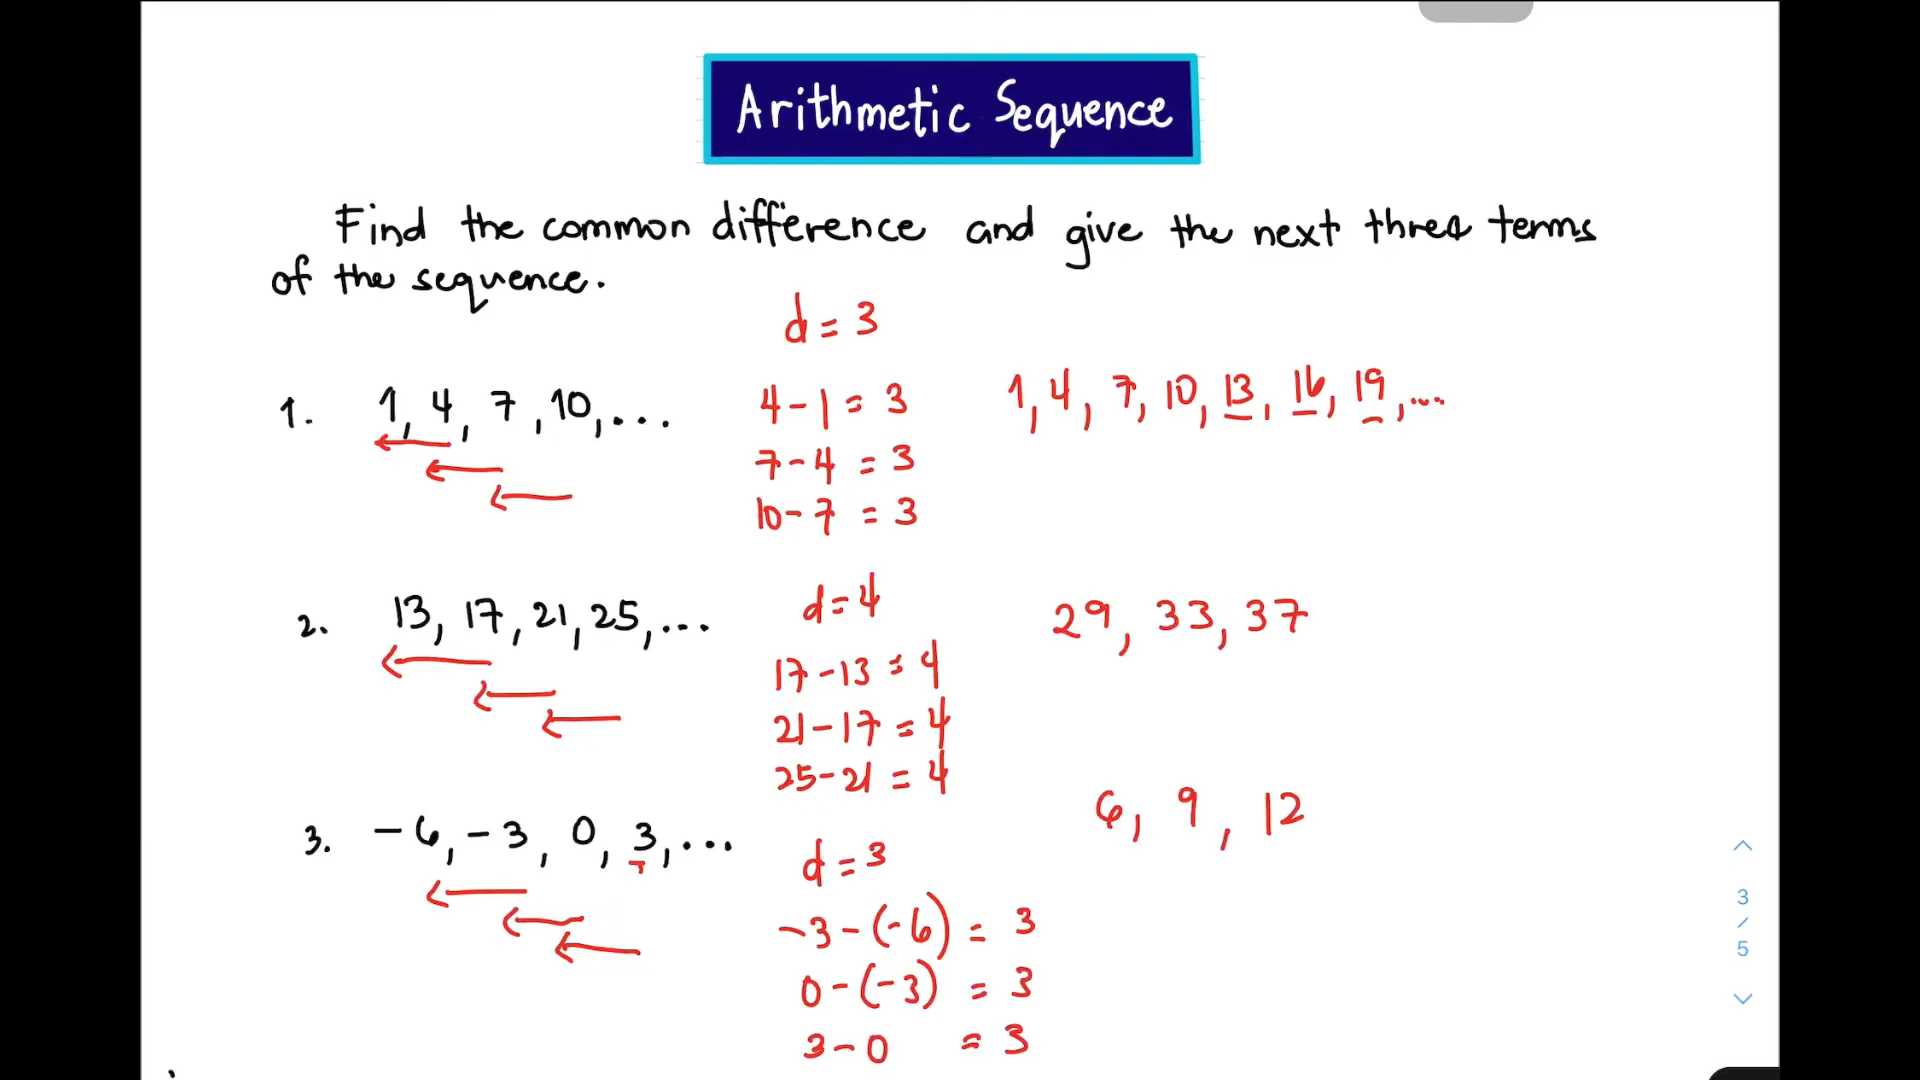 Arithmetic Sequence
Find the common difference and give the next three terms
of the sequence.
d = 3
1. 1, 4, 7, 10, ...
4 - 1 = 3
7 - 4 = 3
10 - 7 = 3
1, 4, 7, 10, 13, 16, 19, ...
2. 13, 17, 21, 25, ...
d = 4
17 - 13 = 4
21 - 17 = 4
25 - 21 = 4
29, 33, 37
3. -6, -3, 0, 3, ...
d = 3
-3 - (-6) = 3
0 - (-3) = 3
3 - 0 = 3
6, 9, 12
3
/
5